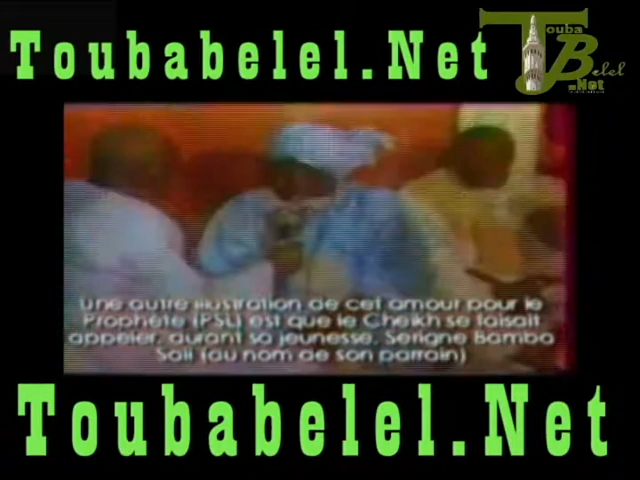 Toubabelel.Net
Touba
Belel
.Net
Une autre illustration de cet amour pour le
Prophète (PSL) est que le Cheikh se faisait
appeler, durant sa jeunesse, Serigne Bamba
Sall (au nom de son parrain)
Toubabelel.Net